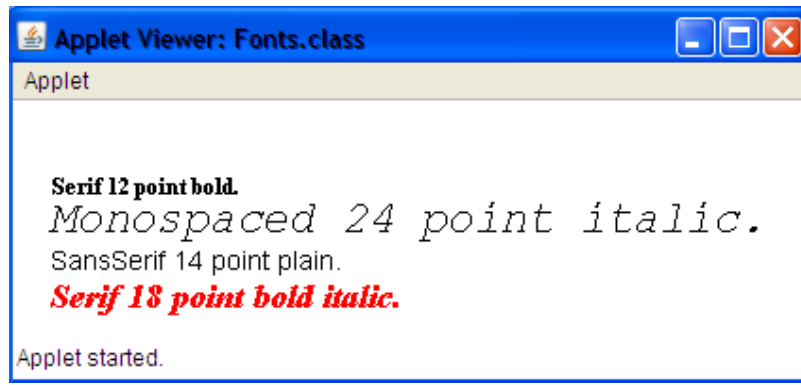 Applet Viewer: Fonts.class
Applet
Serif 12 point bold.
Monospaced 24 point italic.
SansSerif 14 point plain.
Serif 18 point bold italic.
Applet started.